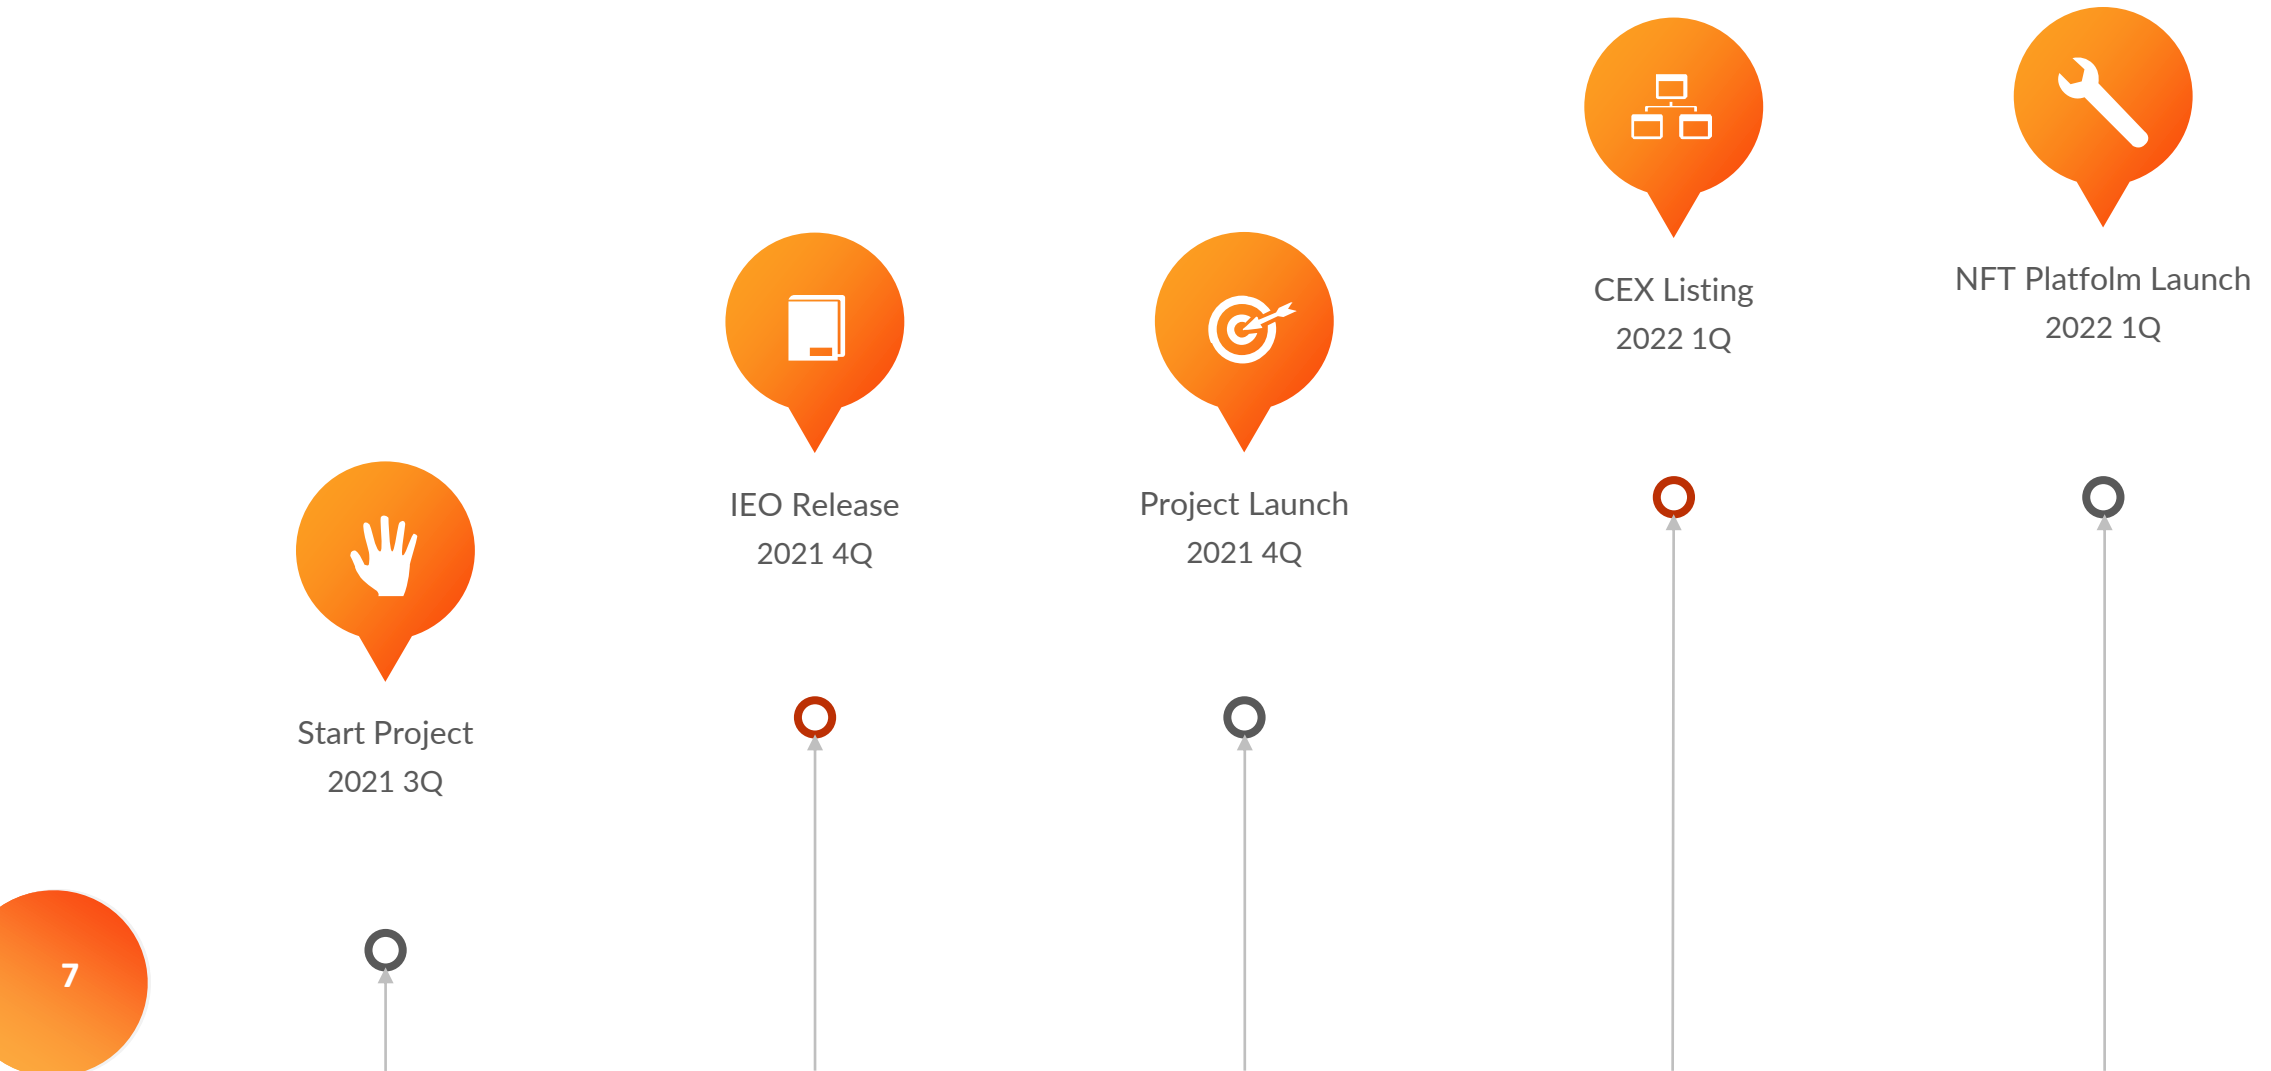 Start Project
2021 3Q
IEO Release
2021 4Q
Project Launch
2021 4Q
CEX Listing
2022 1Q
NFT Platfolm Launch
2022 1Q
7